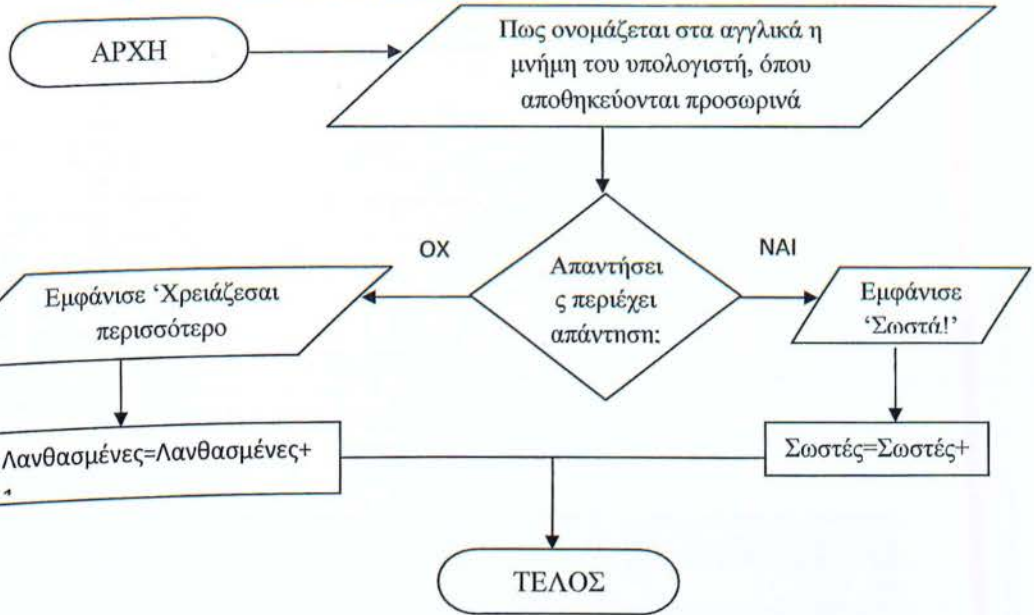 ΑΡΧΗ
Πως ονομάζεται στα αγγλικά η
μνήμη του υπολογιστή, όπου
αποθηκεύονται προσωρινά
ΟΧ
ΝΑΙ
Απαντήσει
ς περιέχει
απάντηση;
Εμφάνισε ‘Χρειάζεσαι
περισσότερο
Εμφάνισε
‘Σωστά!’
Λανθασμένες=Λανθασμένες+
Σωστές=Σωστές+
ΤΕΛΟΣ